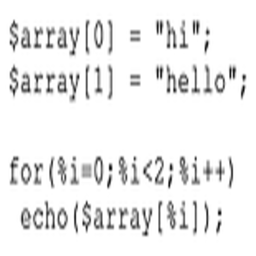 $array[0] = "hi";
$array[1] = "hello";
for(%i=0;%i<2;%i++)
echo($array[%i]);